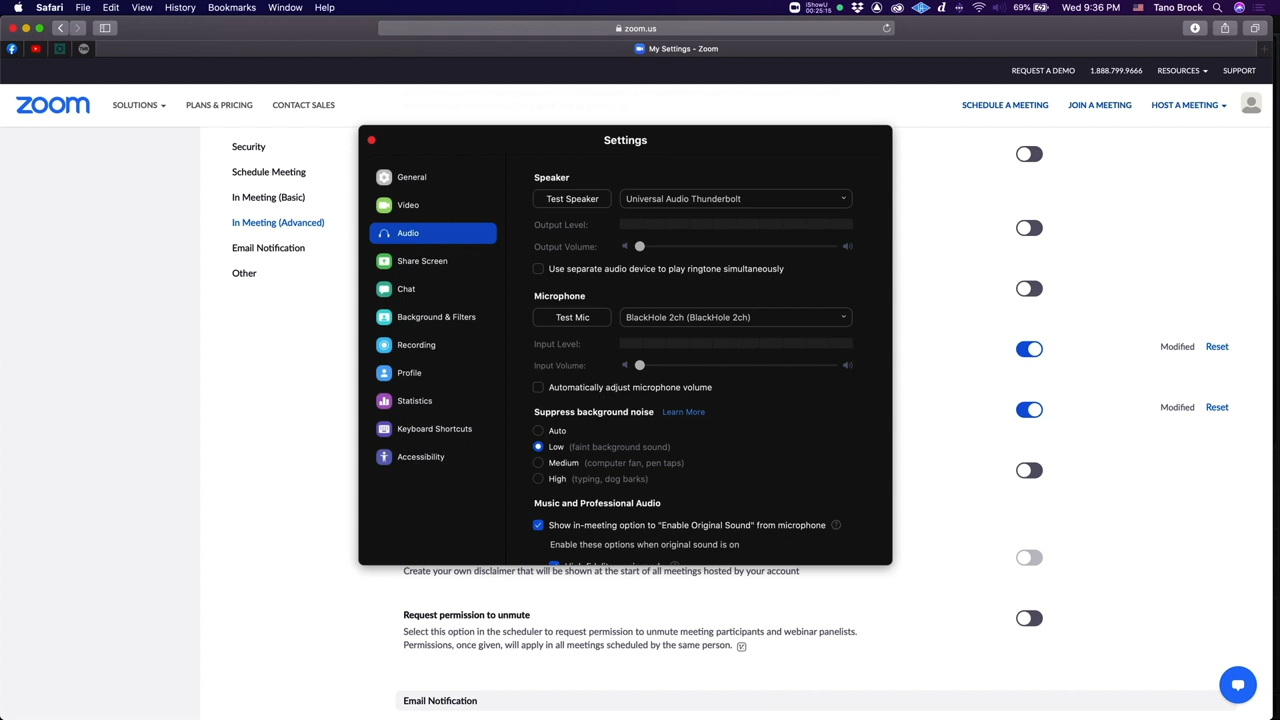 Safari File Edit View History Bookmarks Window Help
iShowU
00:25:15
69%
Wed 9:36 PM
Tano Brock
zoom.us
My Settings - Zoom
REQUEST A DEMO 1.888.799.9666 RESOURCES SUPPORT
zoom SOLUTIONS PLANS & PRICING CONTACT SALES SCHEDULE A MEETING JOIN A MEETING HOST A MEETING
Security
Schedule Meeting
In Meeting (Basic)
In Meeting (Advanced)
Email Notification
Other
Settings
General
Video
Audio
Share Screen
Chat
Background & Filters
Recording
Profile
Statistics
Keyboard Shortcuts
Accessibility
Speaker
Test Speaker Universal Audio Thunderbolt
Output Level:
Output Volume:
Use separate audio device to play ringtone simultaneously
Microphone
Test Mic BlackHole 2ch (BlackHole 2ch)
Input Level:
Input Volume:
Automatically adjust microphone volume
Suppress background noise Learn More
Auto
Low (faint background sound)
Medium (computer fan, pen taps)
High (typing, dog barks)
Music and Professional Audio
Show in-meeting option to "Enable Original Sound" from microphone ?
Enable these options when original sound is on
Modified Reset
Modified Reset
Create your own disclaimer that will be shown at the start of all meetings hosted by your account
Request permission to unmute
Select this option in the scheduler to request permission to unmute meeting participants and webinar panelists.
Permissions, once given, will apply in all meetings scheduled by the same person.
Email Notification